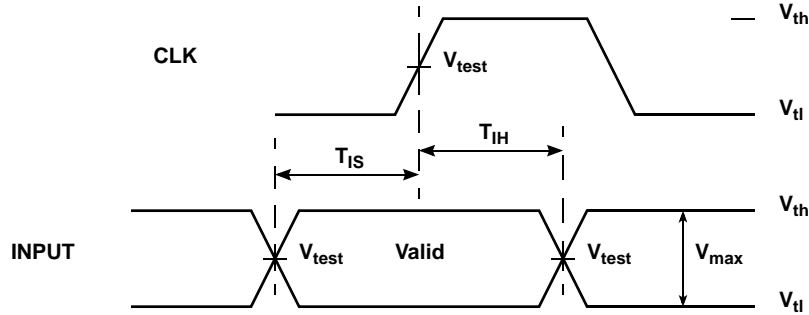 V_th
CLK
V_test
V_tl
T_IH
T_IS
V_th
INPUT V_test Valid V_test V_max
V_tl